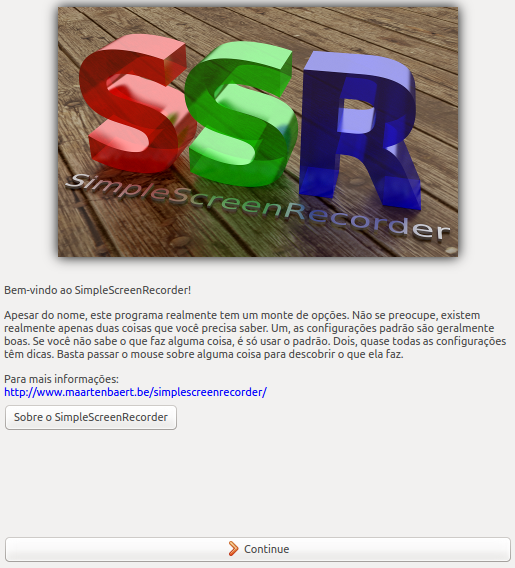 SSR
SimpleScreenRecorder
Bem-vindo ao SimpleScreenRecorder!
Apesar do nome, este programa realmente tem um monte de opções. Não se preocupe, existem
realmente apenas duas coisas que você precisa saber. Um, as configurações padrão são geralmente
boas. Se você não sabe o que faz alguma coisa, é só usar o padrão. Dois, quase todas as configurações
têm dicas. Basta passar o mouse sobre alguma coisa para descobrir o que ela faz.
Para mais informações:
http://www.maartenbaert.be/simplescreenrecorder/
Sobre o SimpleScreenRecorder
Continue